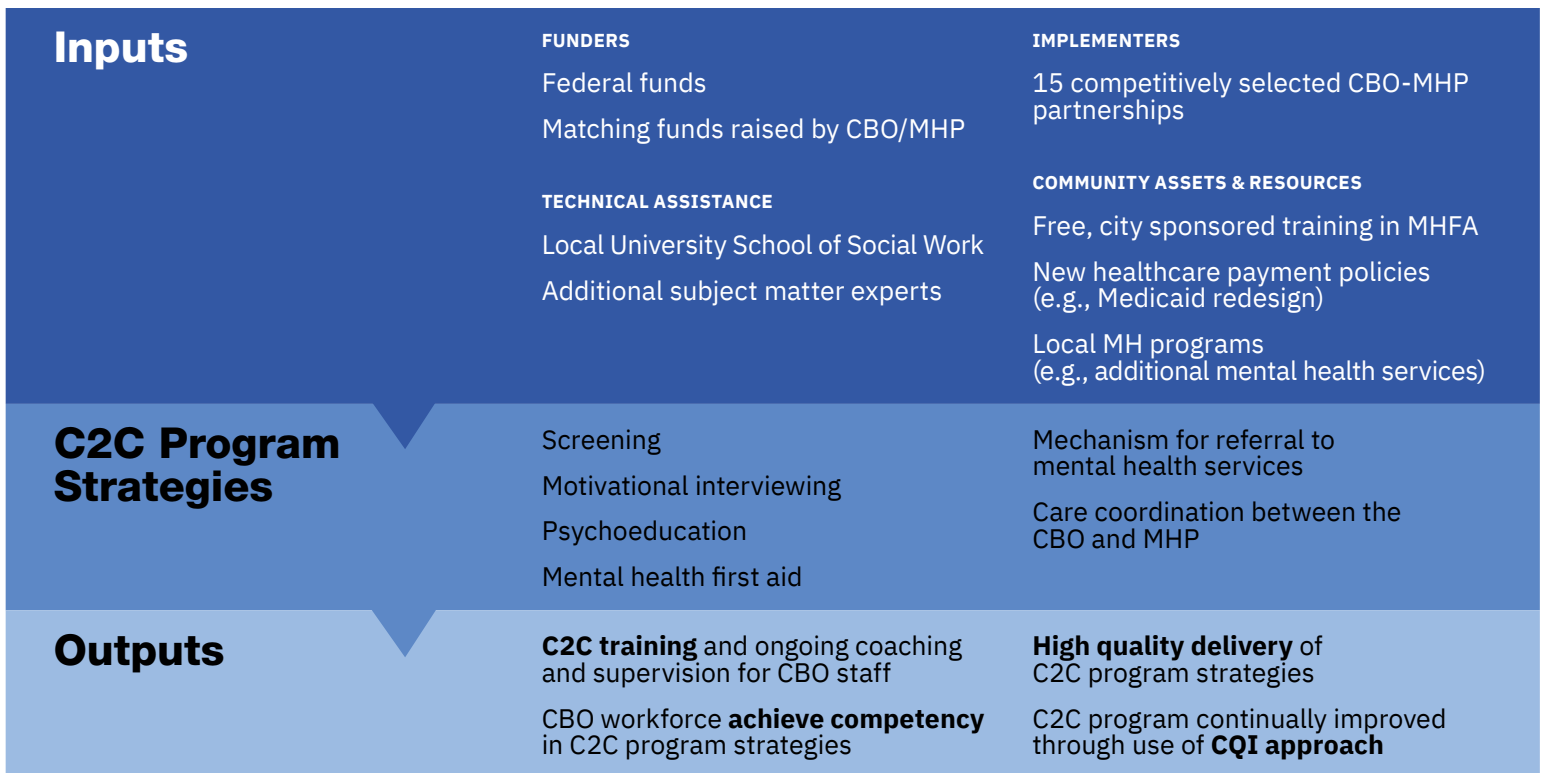 Inputs
FUNDERS
Federal funds
Matching funds raised by CBO/MHP
TECHNICAL ASSISTANCE
Local University School of Social Work
Additional subject matter experts
IMPLEMENTERS
15 competitively selected CBO-MHP
partnerships
COMMUNITY ASSETS & RESOURCES
Free, city sponsored training in MHFA
New healthcare payment policies
(e.g., Medicaid redesign)
Local MH programs
(e.g., additional mental health services)
C2C Program
Strategies
Screening
Motivational interviewing
Psychoeducation
Mental health first aid
Mechanism for referral to
mental health services
Care coordination between the
CBO and MHP
Outputs
C2C training and ongoing coaching
and supervision for CBO staff
CBO workforce achieve competency
in C2C program strategies
High quality delivery of
C2C program strategies
C2C program continually improved
through use of CQI approach